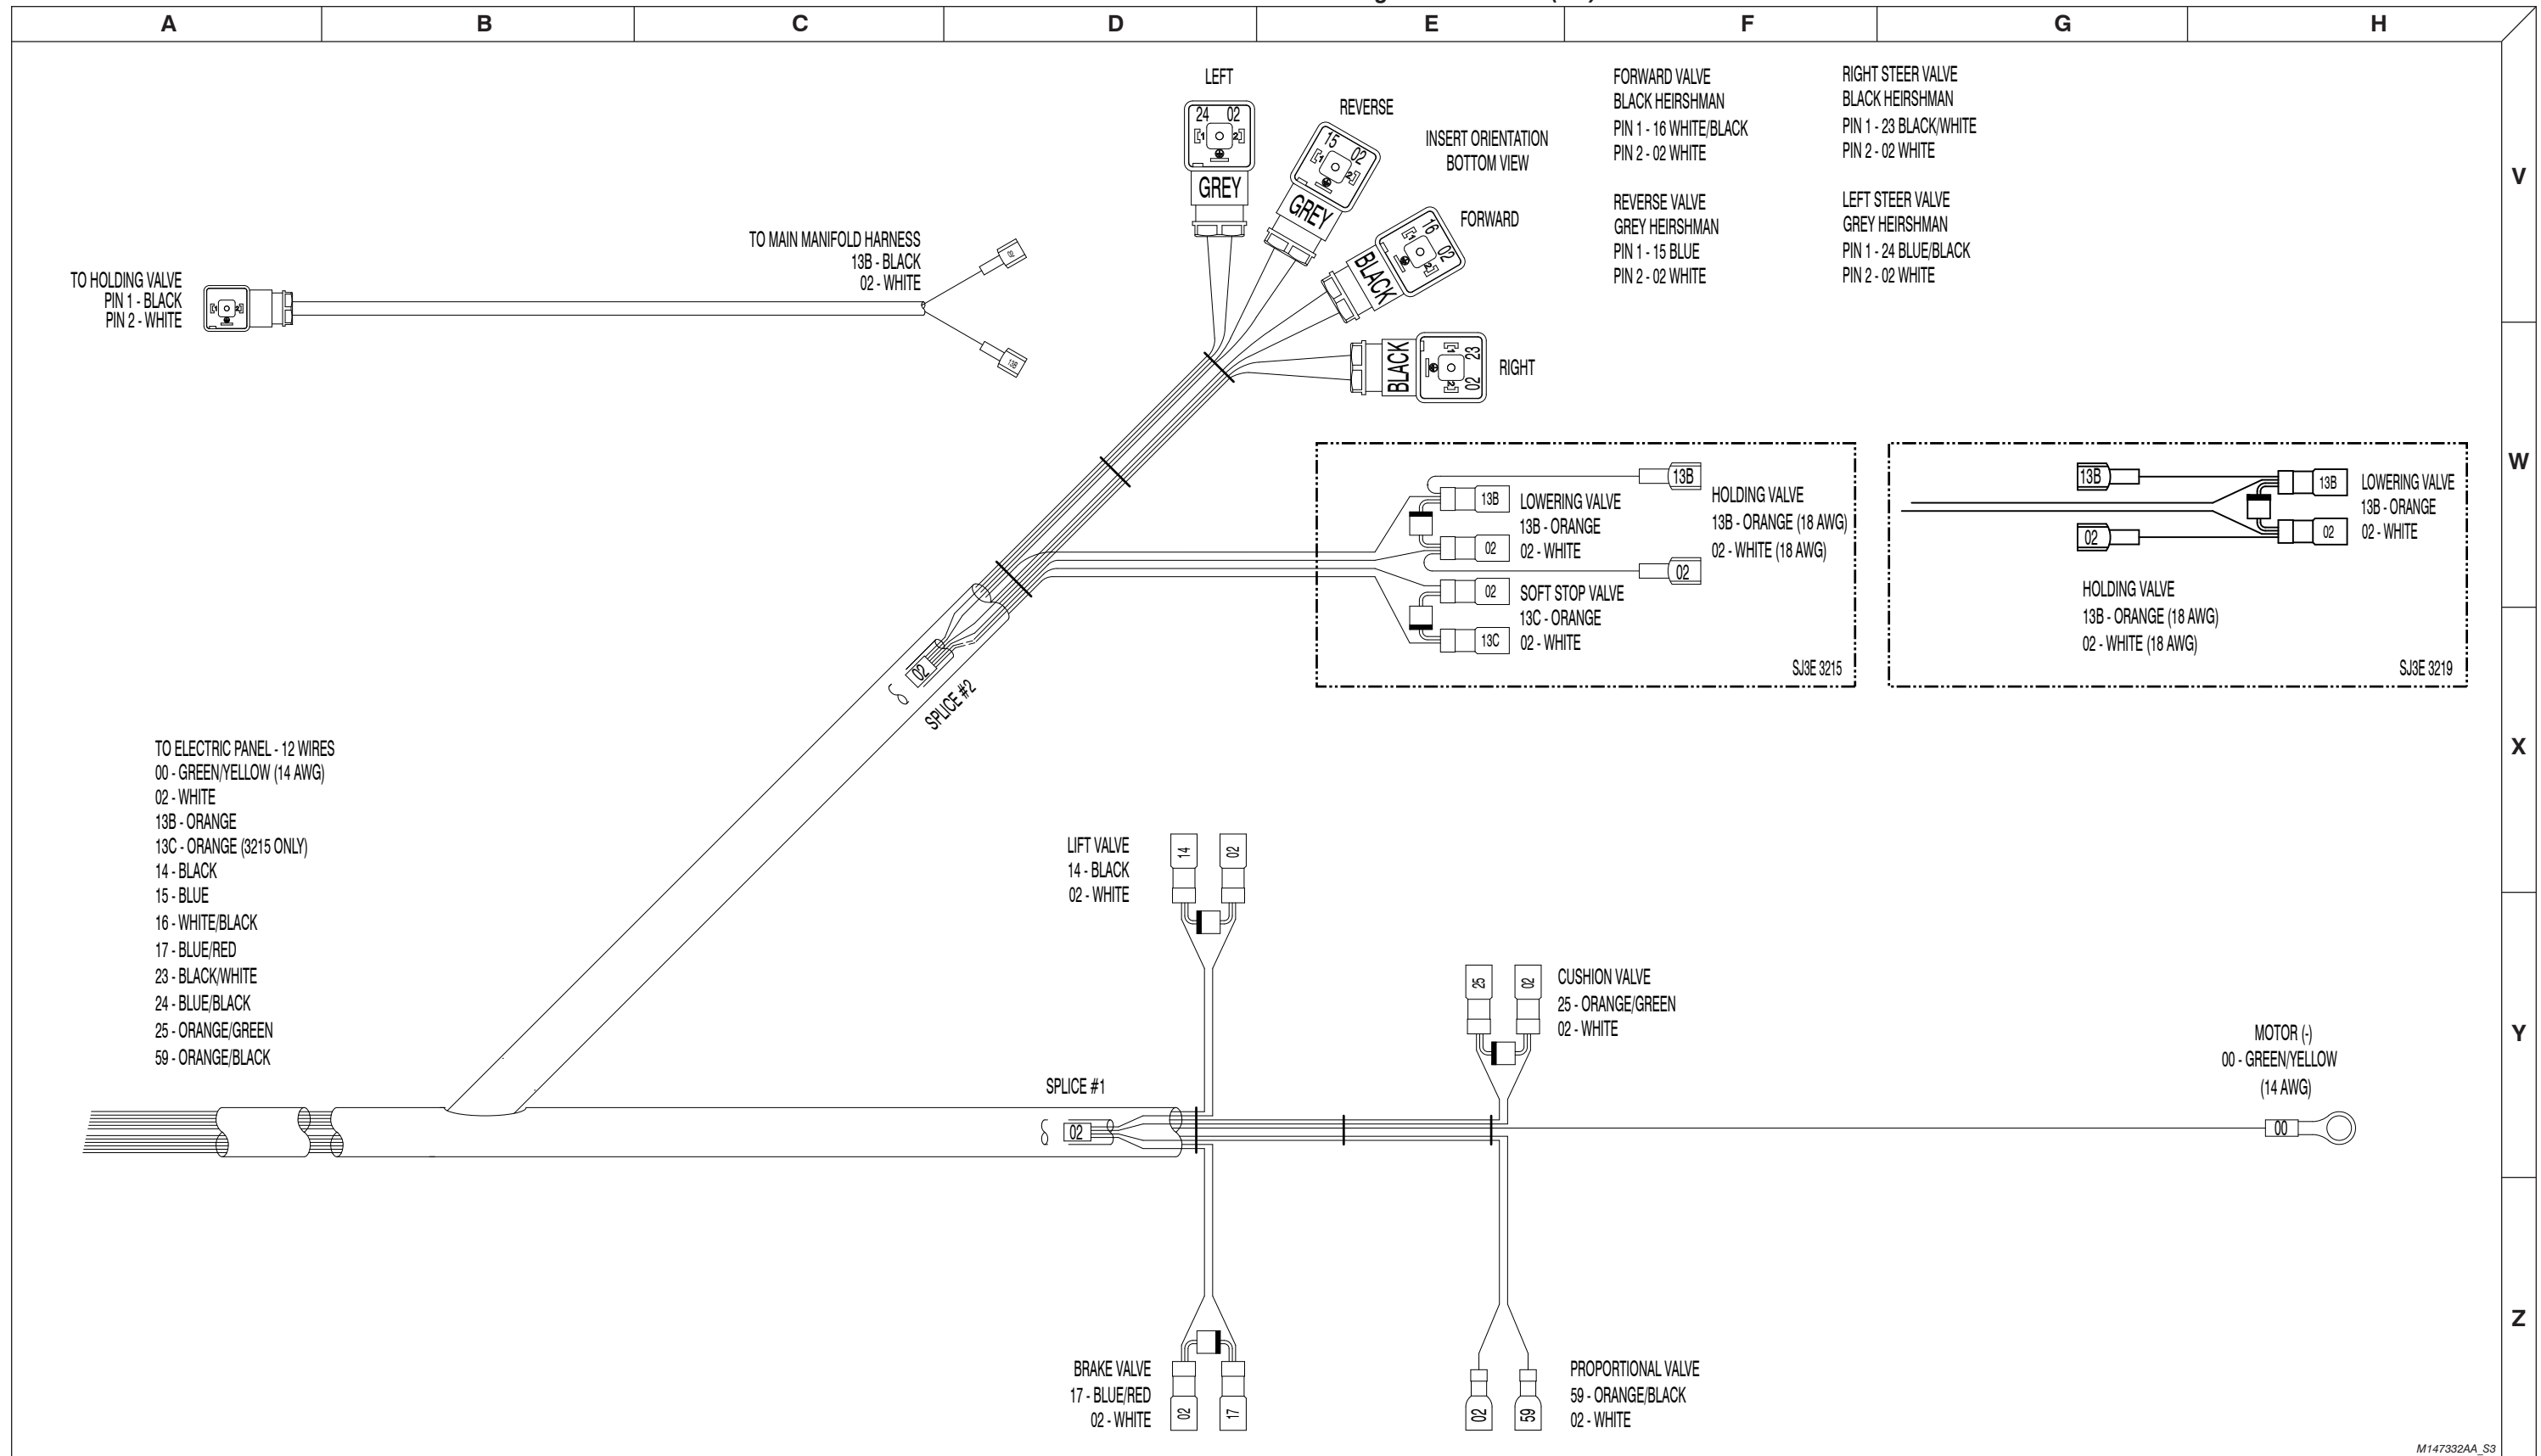 A B C D E F G H
V
W
X
Y
Z
LEFT
24 02
1 2
GREY
REVERSE
15 02
1 2
GREY
INSERT ORIENTATION
BOTTOM VIEW
FORWARD
16 02
1 2
BLACK
RIGHT
23 02
1 2
BLACK
FORWARD VALVE
BLACK HEIRSHMAN
PIN 1 - 16 WHITE/BLACK
PIN 2 - 02 WHITE
RIGHT STEER VALVE
BLACK HEIRSHMAN
PIN 1 - 23 BLACK/WHITE
PIN 2 - 02 WHITE
REVERSE VALVE
GREY HEIRSHMAN
PIN 1 - 15 BLUE
PIN 2 - 02 WHITE
LEFT STEER VALVE
GREY HEIRSHMAN
PIN 1 - 24 BLUE/BLACK
PIN 2 - 02 WHITE
TO HOLDING VALVE
PIN 1 - BLACK
PIN 2 - WHITE
TO MAIN MANIFOLD HARNESS
13B - BLACK
02 - WHITE
13B
13B
02
02
13C
LOWERING VALVE
13B - ORANGE
02 - WHITE
13B
02
HOLDING VALVE
13B - ORANGE (18 AWG)
02 - WHITE (18 AWG)
SOFT STOP VALVE
13C - ORANGE
02 - WHITE
SJ3E 3215
13B
02
13B
02
LOWERING VALVE
13B - ORANGE
02 - WHITE
HOLDING VALVE
13B - ORANGE (18 AWG)
02 - WHITE (18 AWG)
SJ3E 3219
02
SPLICE #2
TO ELECTRIC PANEL - 12 WIRES
00 - GREEN/YELLOW (14 AWG)
02 - WHITE
13B - ORANGE
13C - ORANGE (3215 ONLY)
14 - BLACK
15 - BLUE
16 - WHITE/BLACK
17 - BLUE/RED
23 - BLACK/WHITE
24 - BLUE/BLACK
25 - ORANGE/GREEN
59 - ORANGE/BLACK
LIFT VALVE
14 - BLACK
02 - WHITE
14 02
25 02
CUSHION VALVE
25 - ORANGE/GREEN
02 - WHITE
MOTOR (-)
00 - GREEN/YELLOW
(14 AWG)
00
SPLICE #1
02
BRAKE VALVE
17 - BLUE/RED
02 - WHITE
02 17
02 59
PROPORTIONAL VALVE
59 - ORANGE/BLACK
02 - WHITE
M147332AA_S3